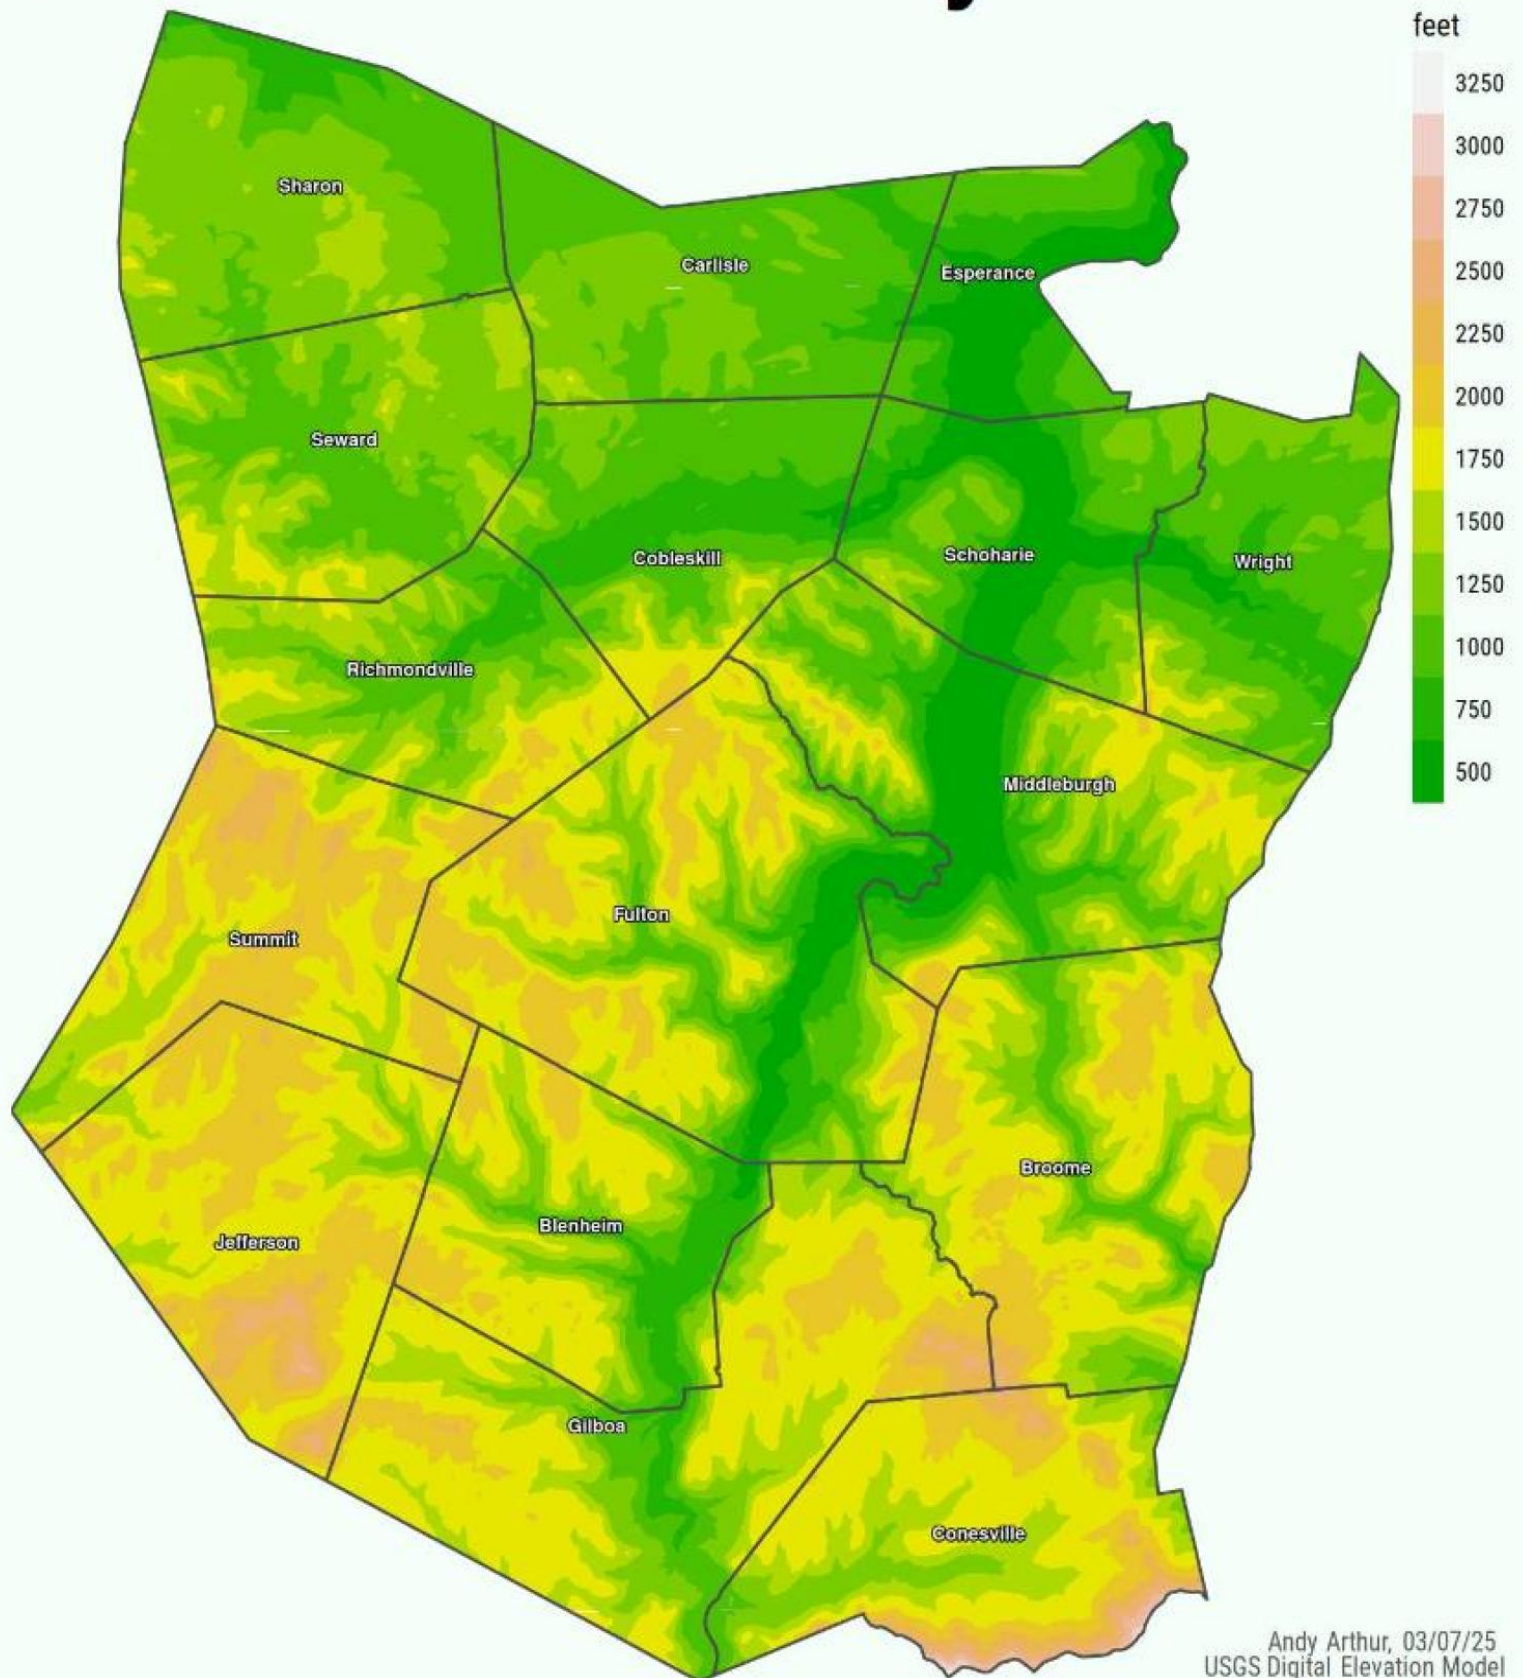 feet
3250
3000
2750
2500
2250
2000
1750
1500
1250
1000
750
500
Sharon
Carlisle
Esperance
Seward
Cobleskill
Schoharie
Wright
Richmondville
Middleburgh
Fulton
Summit
Broome
Blenheim
Jefferson
Gilboa
Conesville
Andy Arthur, 03/07/25
USGS Digital Elevation Model